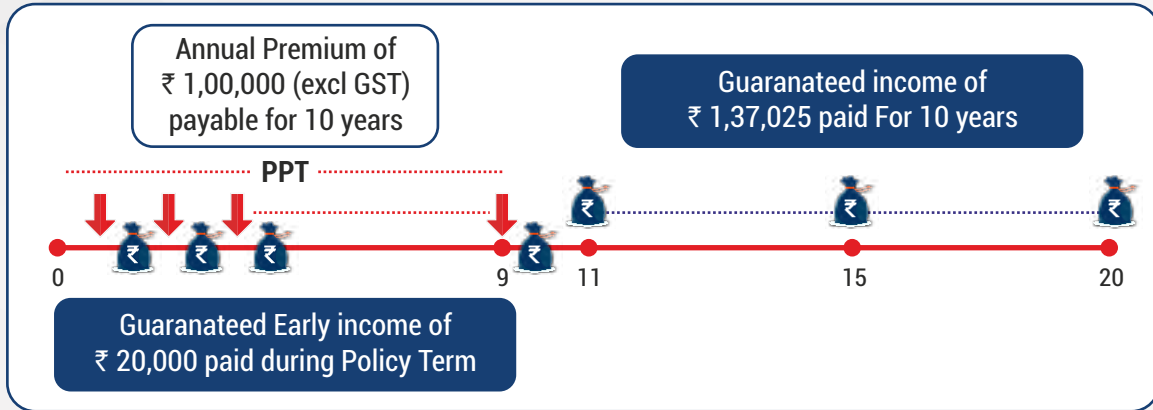 Annual Premium of
₹ 1,00,000 (excl GST)
payable for 10 years
Guaranateed income of
₹ 1,37,025 paid For 10 years
PPT
₹
₹
₹
₹
₹
₹
₹
0
9
11
15
20
Guaranateed Early income of
₹ 20,000 paid during Policy Term